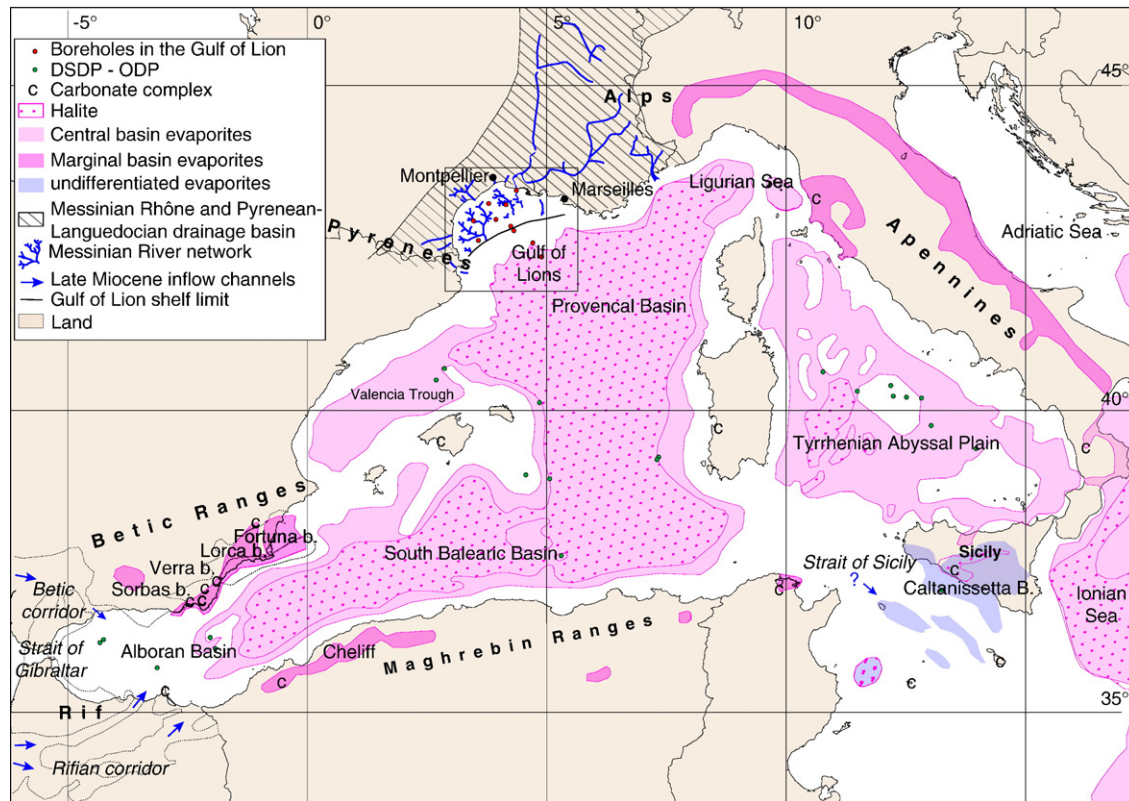 -5°
0°
5°
10°
Boreholes in the Gulf of Lion
DSDP - ODP
c Carbonate complex
Halite
Central basin evaporites
Marginal basin evaporites
undifferentiated evaporites
Messinian Rhône and Pyrenean-
Languedocian drainage basin
Messinian River network
Late Miocene inflow channels
Gulf of Lion shelf limit
Land
45°
Alps
Montpellier
Marseilles
Ligurian Sea
c
Pyrenees
Gulf of
Lions
Adriatic Sea
Apennines
Provencal Basin
Valencia Trough
40°
c
c
c
Tyrrhenian Abyssal Plain
Betic Ranges
c
Fortuna b.
Lorca b.
Verra b.
c
Sorbas b.
c
c c
South Balearic Basin
Sicily
Strait of Sicily
?
c
Caltanissetta B.
Ionian
Sea
Betic
corridor
c c
Strait of
Gibraltar
Alboran Basin
Cheliff
Maghrebin Ranges
c
c
c
Rif
35°
Rifian corridor